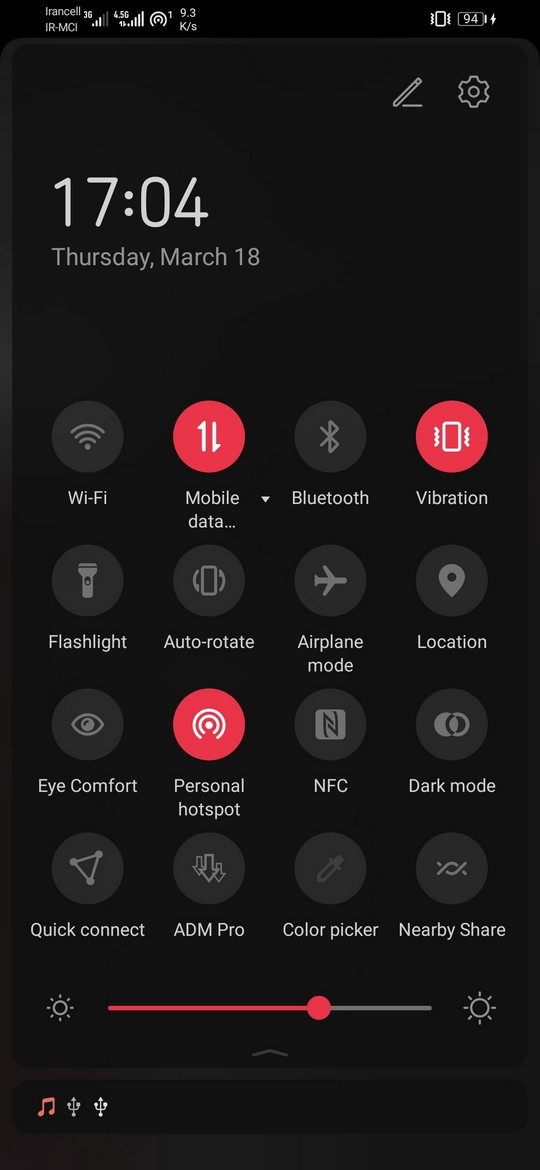 Irancell 3G 4.5G 1 9.3
IR-MCI K/s 94
17:04
Thursday, March 18
Wi-Fi Mobile data... Bluetooth Vibration
Flashlight Auto-rotate Airplane mode Location
Eye Comfort Personal hotspot NFC Dark mode
Quick connect ADM Pro Color picker Nearby Share